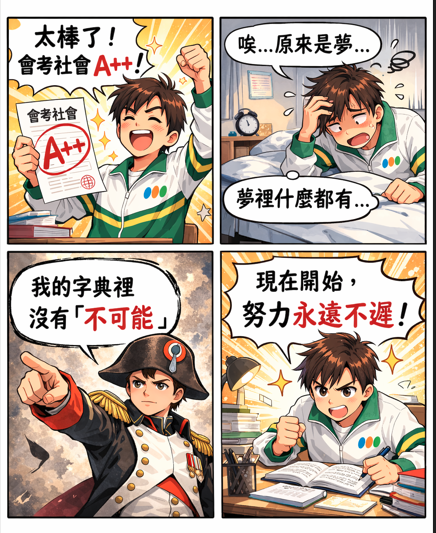 太棒了！
會考社會A++！
會考社會
A++
唉...原來是夢...
夢裡什麼都有...
我的字典裡
沒有「不可能」
現在開始，
努力永遠不遲！